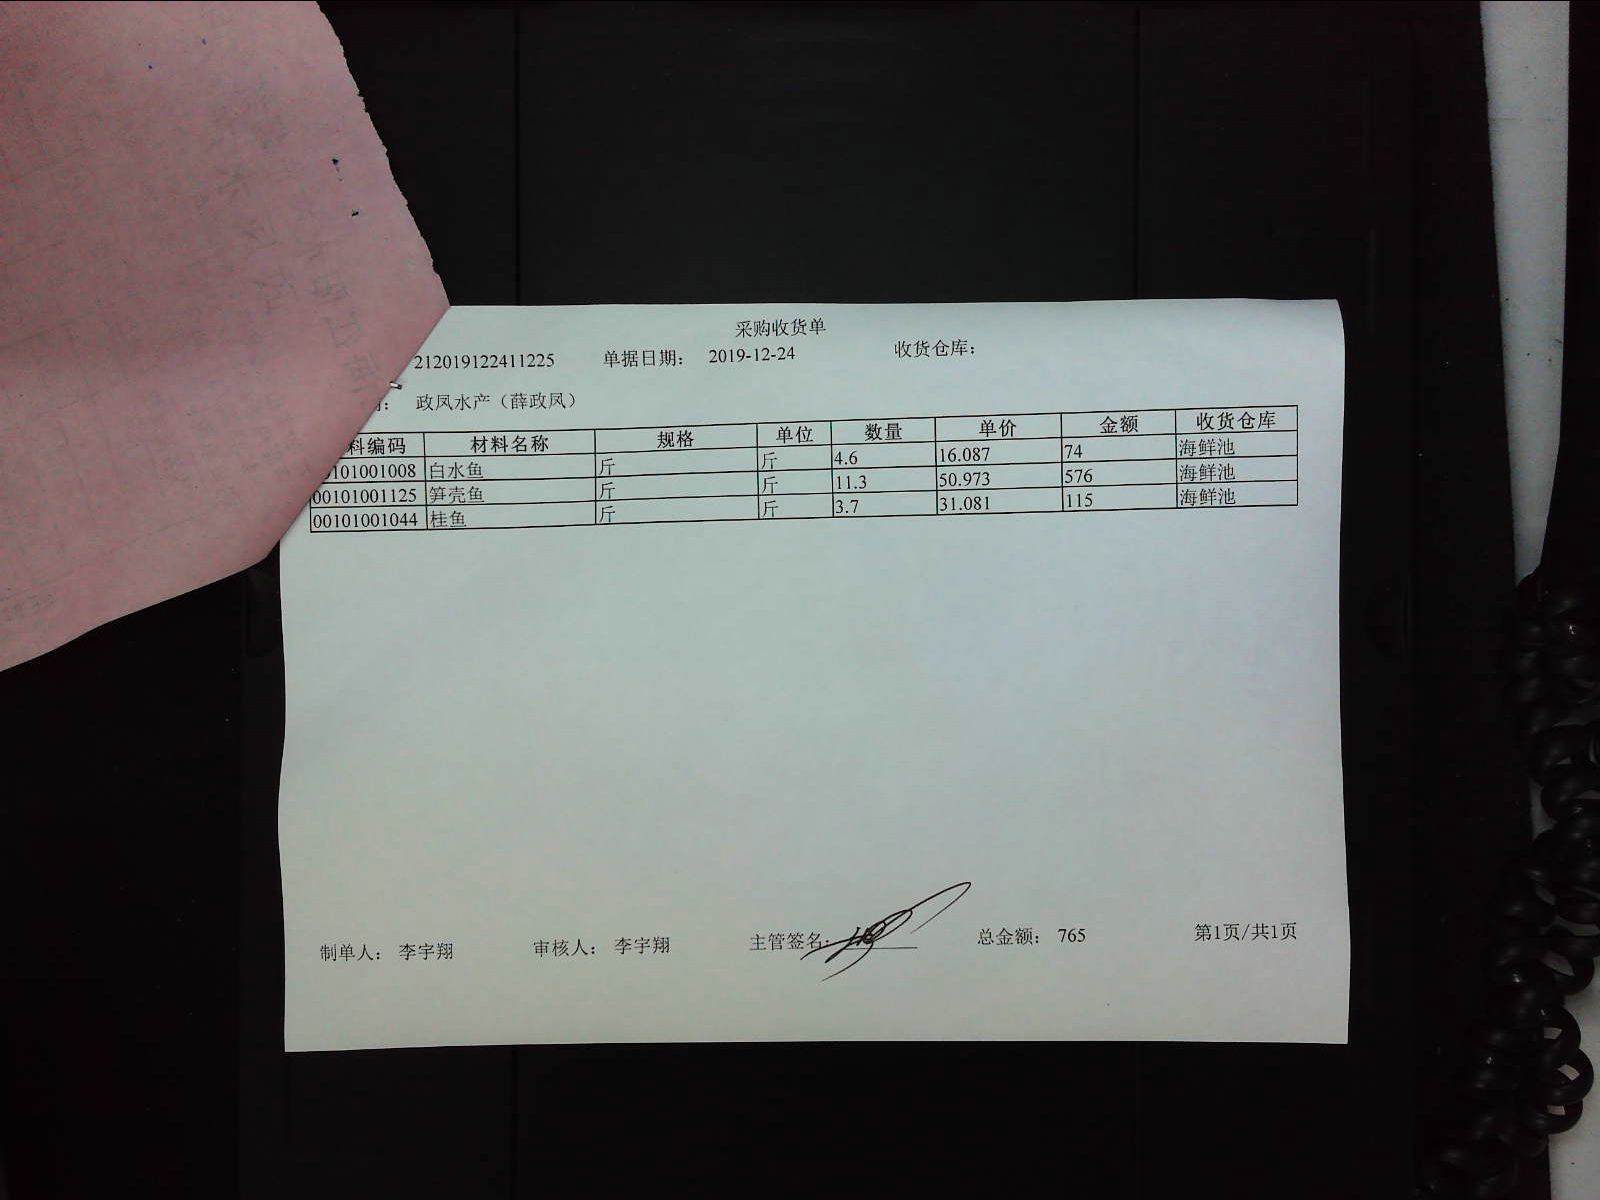 采购收货单
212019122411225 单据日期: 2019-12-24 收货仓库:
: 政凤水产（薛政凤）
料编码 材料名称 规格 单位 数量 单价 金额 收货仓库
0101001008 白水鱼 斤 斤 4.6 16.087 74 海鲜池
00101001125 笋壳鱼 斤 斤 11.3 50.973 576 海鲜池
00101001044 桂鱼 斤 斤 3.7 31.081 115 海鲜池
制单人: 李宇翔 审核人: 李宇翔 主管签名: 总金额: 765 第1页/共1页